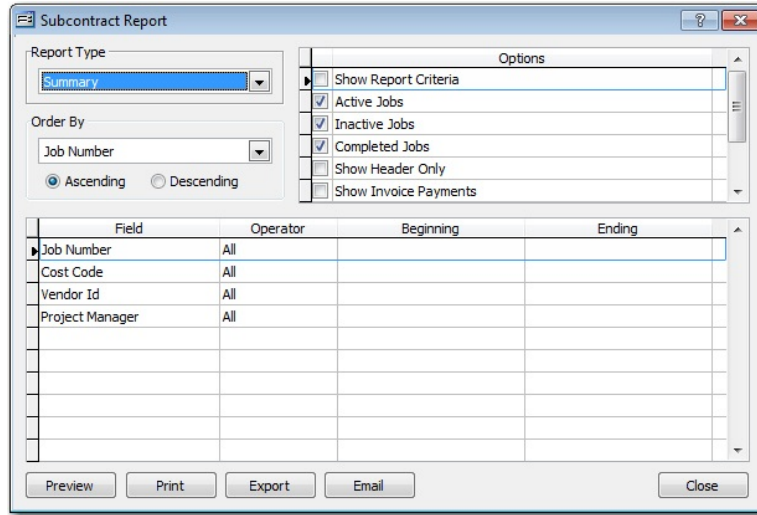 Subcontract Report
Report Type
Summary
Order By
Job Number
Ascending Descending
Options
Show Report Criteria
Active Jobs
Inactive Jobs
Completed Jobs
Show Header Only
Show Invoice Payments
Field Operator Beginning Ending
Job Number All
Cost Code All
Vendor Id All
Project Manager All
Preview Print Export Email Close